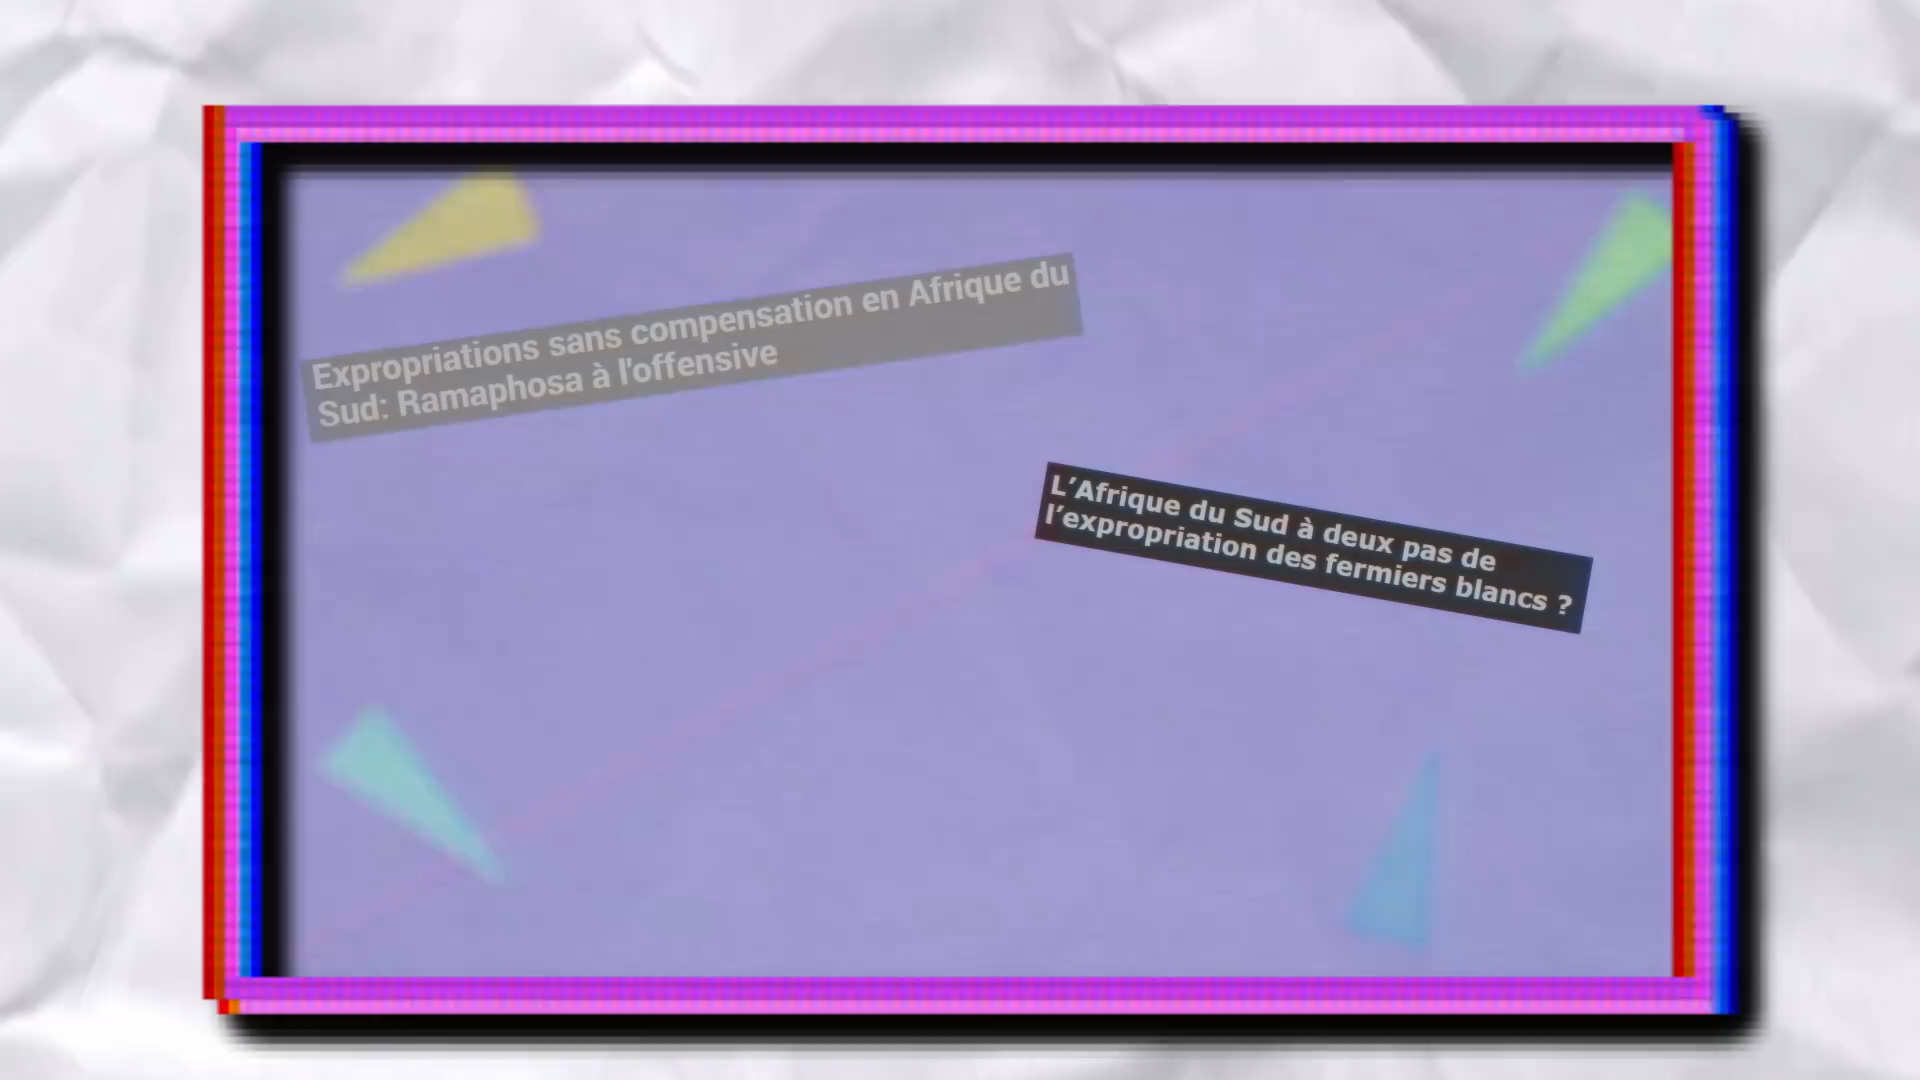 Expropriations sans compensation en Afrique du
Sud: Ramaphosa à l'offensive
L’Afrique du Sud à deux pas de
l’expropriation des fermiers blancs ?